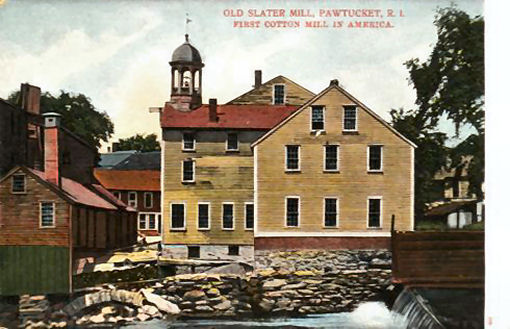 OLD SLATER MILL, PAWTUCKET, R. I.
FIRST COTTON MILL IN AMERICA.